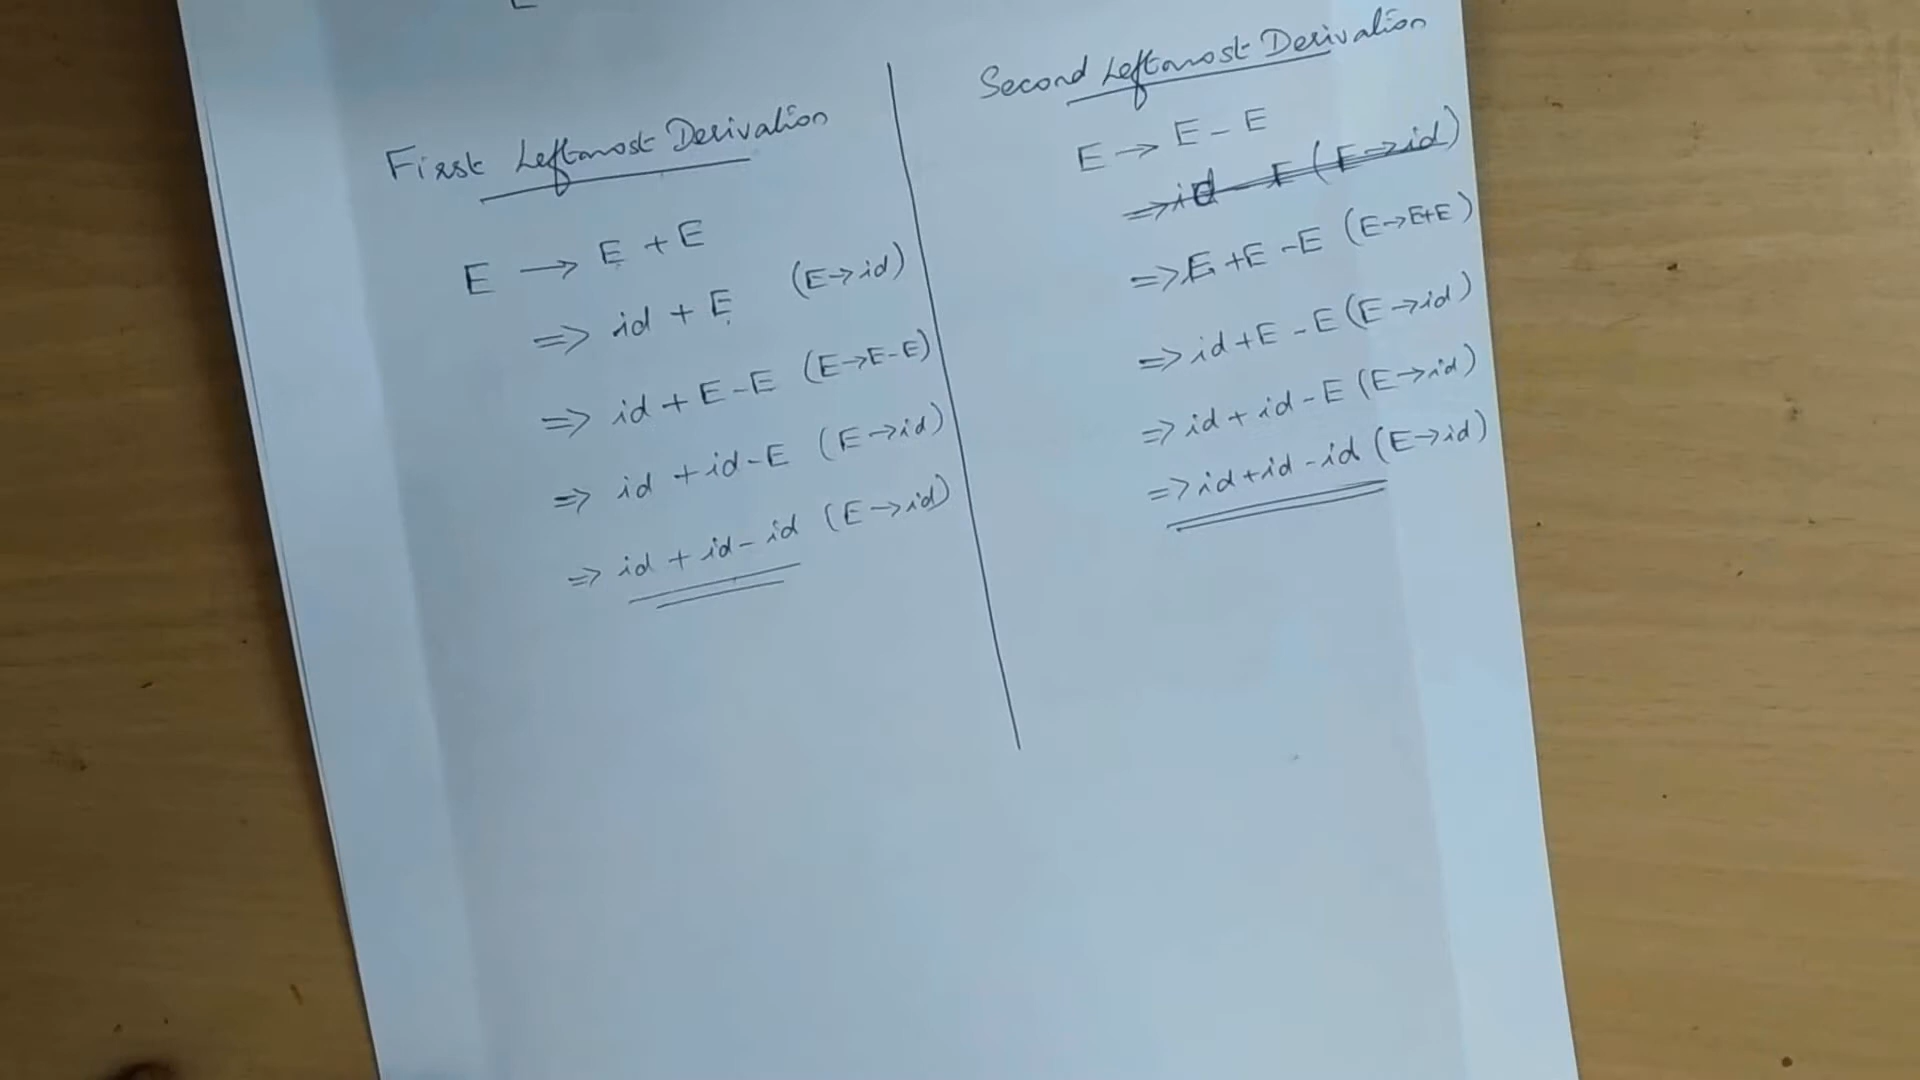 First Leftmost Derivation
E → E + E
⇒ id + E (E→id)
⇒ id + E - E (E→E-E)
⇒ id + id - E (E→id)
⇒ id + id - id (E→id)
Second Leftmost Derivation
E → E - E
⇒ id - E (E→id)
⇒ E + E - E (E→E+E)
⇒ id + E - E (E→id)
⇒ id + id - E (E→id)
⇒ id + id - id (E→id)